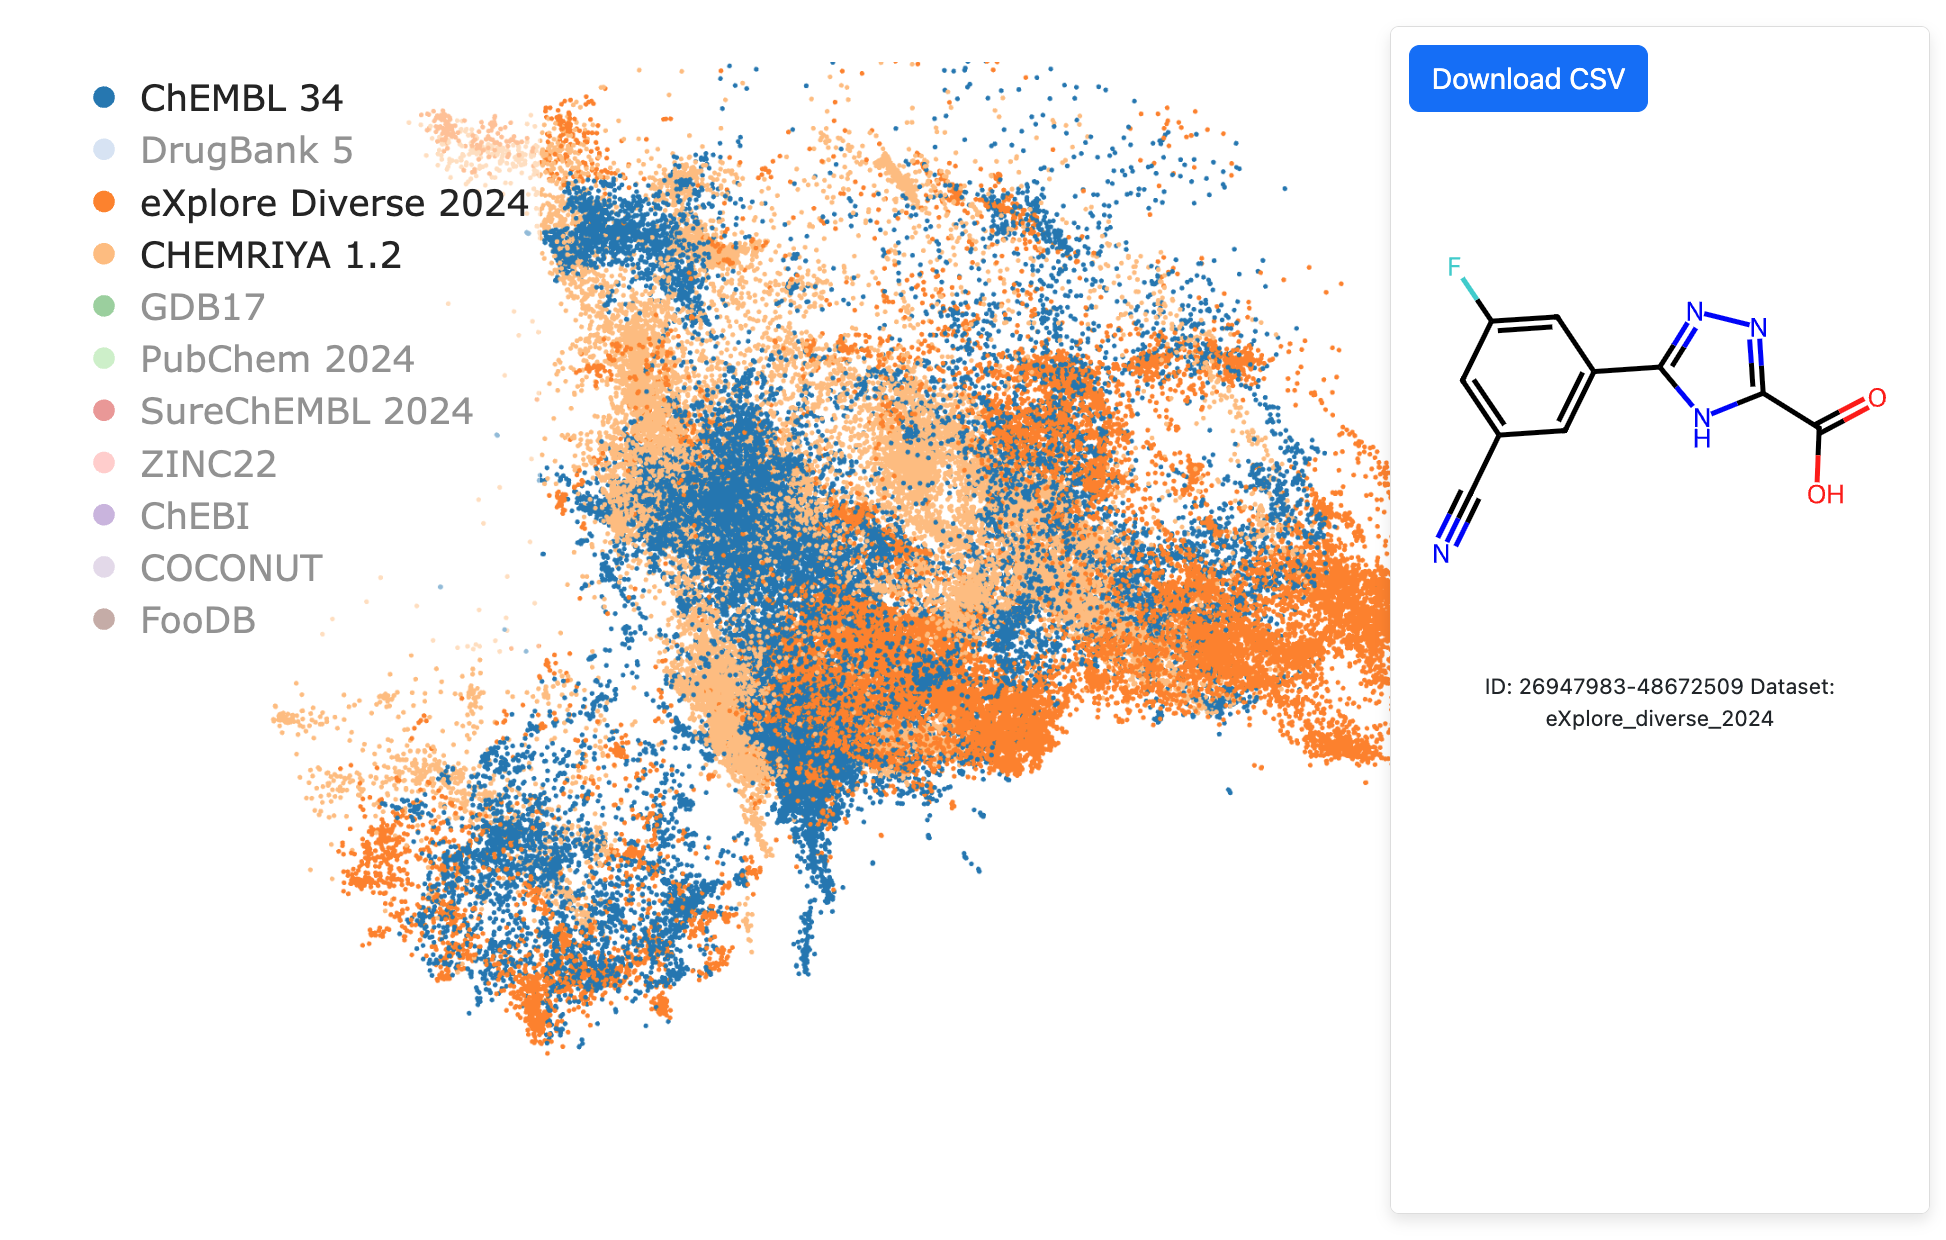 ChEMBL 34
DrugBank 5
eXplore Diverse 2024
CHEMRIYA 1.2
GDB17
PubChem 2024
SureChEMBL 2024
ZINC22
ChEBI
COCONUT
FooDB
Download CSV
F
N
N
N
H
O
OH
N
ID: 26947983-48672509 Dataset:
eXplore_diverse_2024